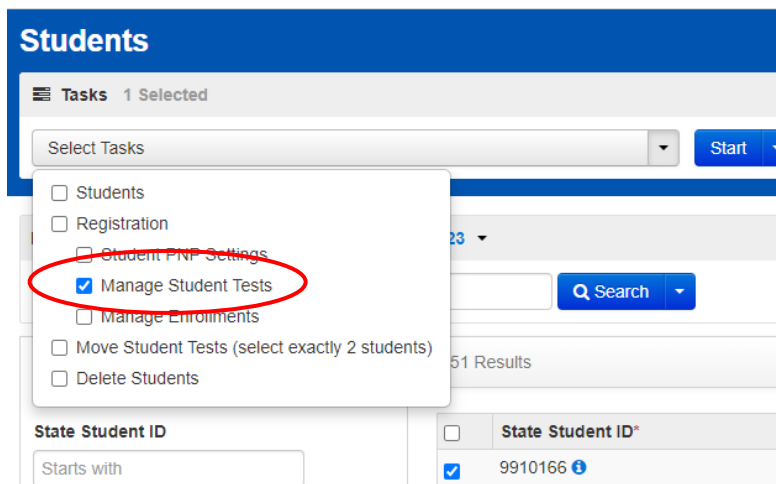 Students
Tasks 1 Selected
Select Tasks
Start
Students
Registration
Student PNP Settings
Manage Student Tests
Manage Enrollments
Move Student Tests (select exactly 2 students)
Delete Students
23
Search
51 Results
State Student ID
Starts with
State Student ID*
9910166